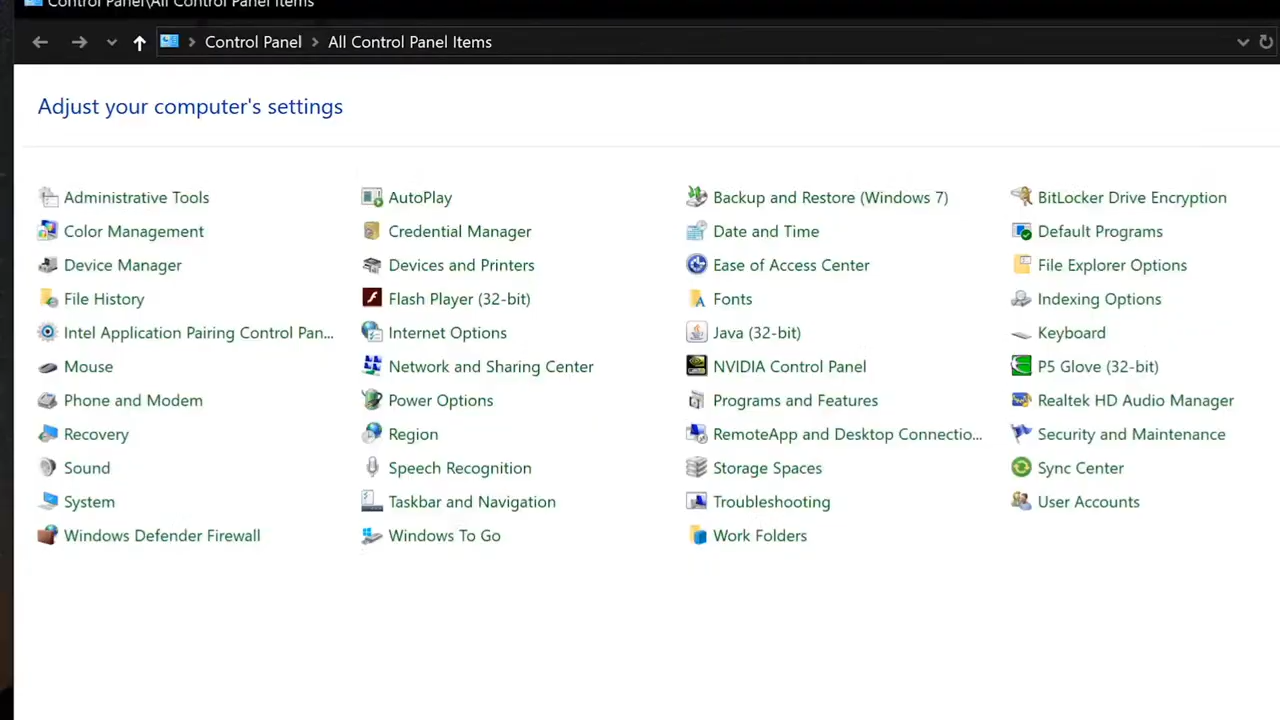 Control Panel\All Control Panel Items
Control Panel > All Control Panel Items
Adjust your computer's settings
Administrative Tools
AutoPlay
Backup and Restore (Windows 7)
BitLocker Drive Encryption
Color Management
Credential Manager
Date and Time
Default Programs
Device Manager
Devices and Printers
Ease of Access Center
File Explorer Options
File History
Flash Player (32-bit)
Fonts
Indexing Options
Intel Application Pairing Control Pan...
Internet Options
Java (32-bit)
Keyboard
Mouse
Network and Sharing Center
NVIDIA Control Panel
P5 Glove (32-bit)
Phone and Modem
Power Options
Programs and Features
Realtek HD Audio Manager
Recovery
Region
RemoteApp and Desktop Connectio...
Security and Maintenance
Sound
Speech Recognition
Storage Spaces
Sync Center
System
Taskbar and Navigation
Troubleshooting
User Accounts
Windows Defender Firewall
Windows To Go
Work Folders